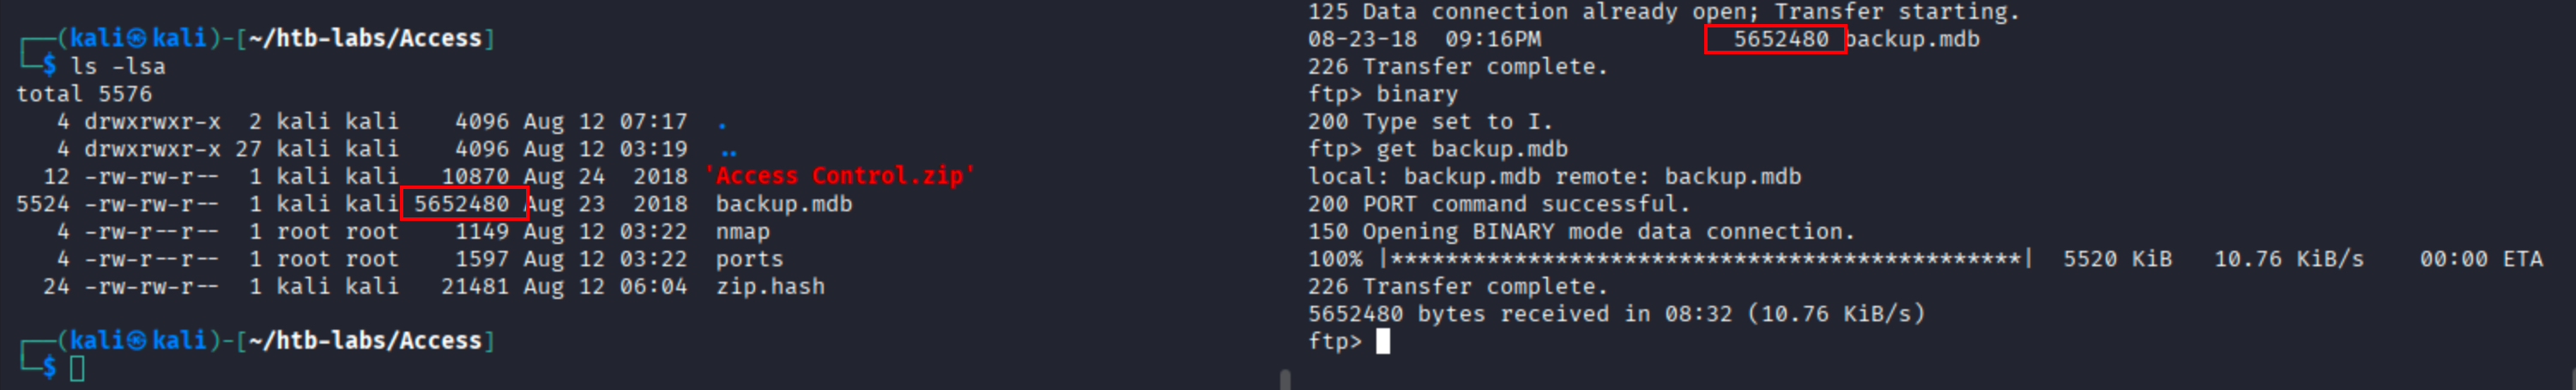 ┌──(kali㉿kali)-[~/htb-labs/Access]
└─$ ls -lsa
total 5576
   4 drwxrwxr-x  2 kali kali    4096 Aug 12 07:17  .
   4 drwxrwxr-x 27 kali kali    4096 Aug 12 03:19  ..
  12 -rw-rw-r--  1 kali kali   10870 Aug 24  2018 'Access Control.zip'
5524 -rw-rw-r--  1 kali kali 5652480 Aug 23  2018  backup.mdb
   4 -rw-r--r--  1 root root    1149 Aug 12 03:22  nmap
   4 -rw-r--r--  1 root root    1597 Aug 12 03:22  ports
  24 -rw-rw-r--  1 kali kali   21481 Aug 12 06:04  zip.hash
┌──(kali㉿kali)-[~/htb-labs/Access]
└─$
125 Data connection already open; Transfer starting.
08-23-18  09:16PM              5652480 backup.mdb
226 Transfer complete.
ftp> binary
200 Type set to I.
ftp> get backup.mdb
local: backup.mdb remote: backup.mdb
200 PORT command successful.
150 Opening BINARY mode data connection.
100% |**********************************************|  5520 KiB   10.76 KiB/s    00:00 ETA
226 Transfer complete.
5652480 bytes received in 08:32 (10.76 KiB/s)
ftp>